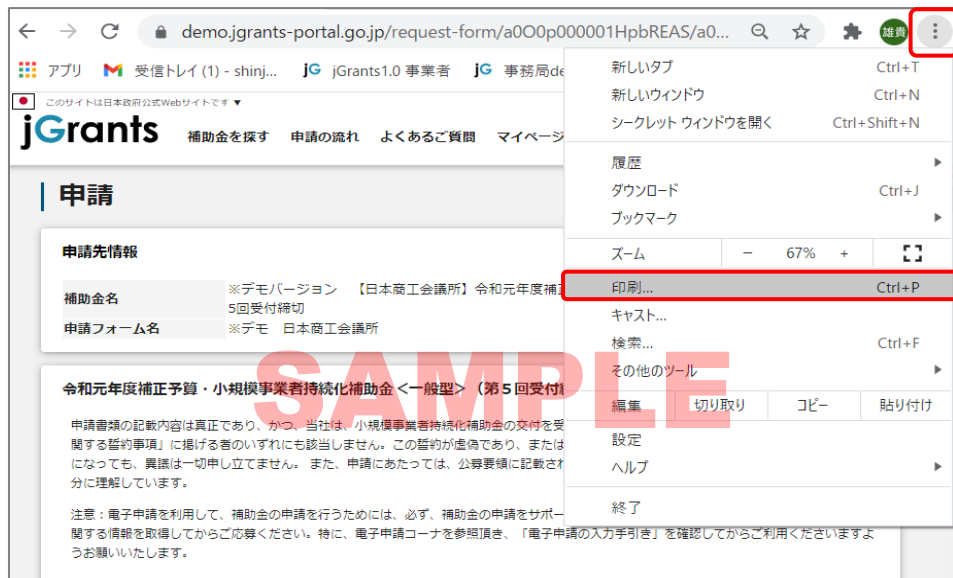 demo.jgrants-portal.go.jp/request-form/a0O0p000001HpbREAS/a0...
雄貴
アプリ 受信トレイ (1) - shinj... jG jGrants1.0 事業者 jG 事務局de
このサイトは日本政府公式Webサイトです ▼
jGrants 補助金を探す 申請の流れ よくあるご質問 マイページ
申請
申請先情報
補助金名 ※デモバージョン 【日本商工会議所】令和元年度補正
5回受付締切
申請フォーム名 ※デモ 日本商工会議所
令和元年度補正予算・小規模事業者持続化補助金＜一般型＞（第５回受付締
申請書類の記載内容は真正であり、かつ、当社は、小規模事業者持続化補助金の交付を受
関する誓約事項」に掲げる者のいずれにも該当しません。この誓約が虚偽であり、または
になっても、異議は一切申し立てません。 また、申請にあたっては、公募要領に記載され
分に理解しています。
注意：電子申請を利用して、補助金の申請を行うためには、必ず、補助金の申請をサポー
関する情報を取得してからご応募ください。特に、電子申請コーナを参照頂き、「電子申請の入力手引き」を確認してからご利用くださいますよ
うお願いいたします。
SAMPLE
新しいタブ Ctrl+T
新しいウィンドウ Ctrl+N
シークレット ウィンドウを開く Ctrl+Shift+N
履歴
ダウンロード Ctrl+J
ブックマーク
ズーム − 67% +
印刷... Ctrl+P
キャスト...
検索... Ctrl+F
その他のツール
編集 切り取り コピー 貼り付け
設定
ヘルプ
終了